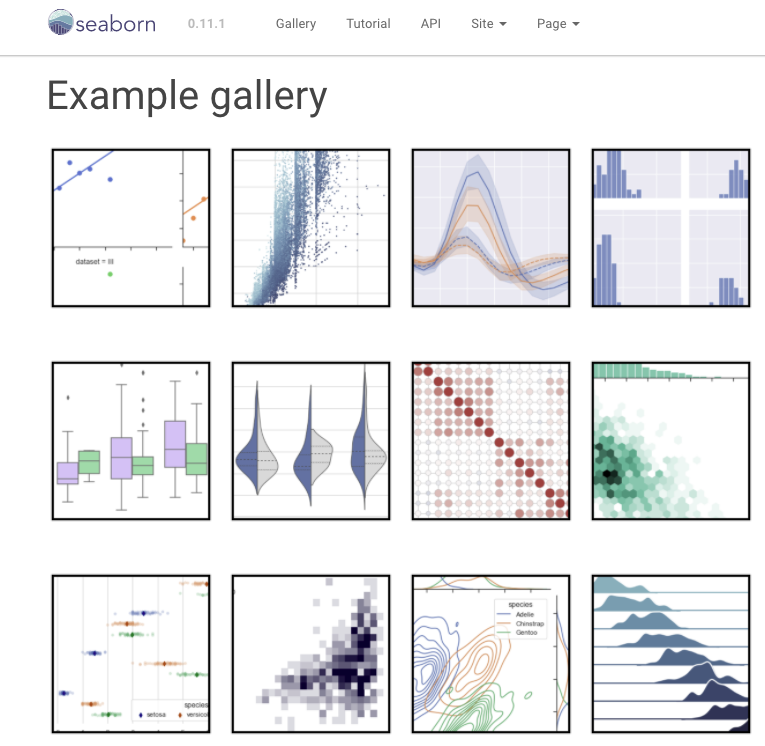 seaborn 0.11.1 Gallery Tutorial API Site Page
Example gallery
dataset = III
species
Adelie
Chinstrap
Gentoo
species
setosa versicol